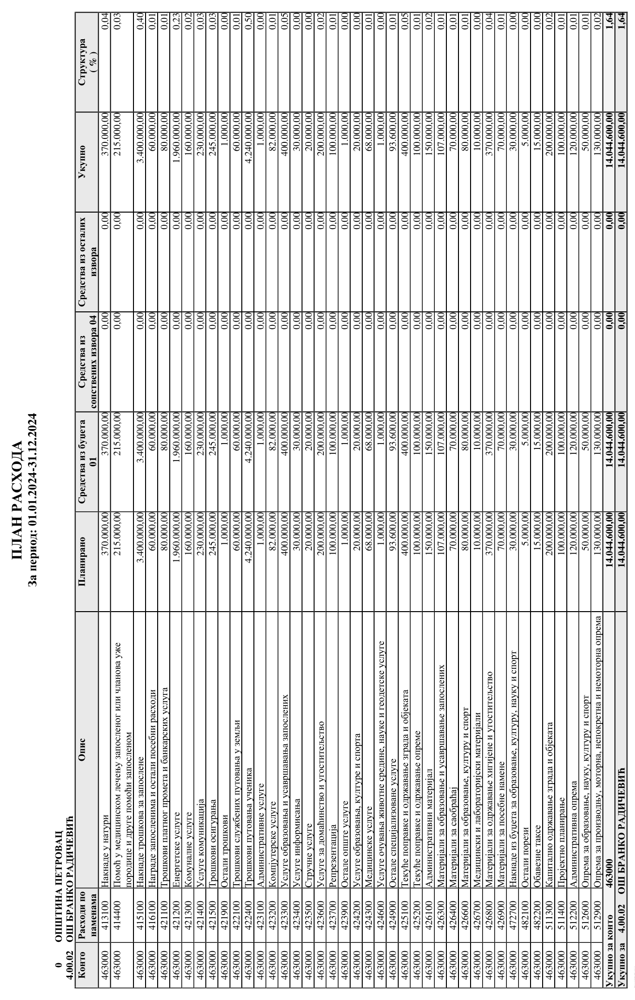 ПЛАН РАСХОДА
За период: 01.01.2024-31.12.2024
0 ОПШТИНА ПЕТРОВАЦ
4.00.02 ОШ БРАНКО РАДИЧЕВИЋ
Конто Расходи по наменама Опис Планирано Средства из буџета 01 Средства из сопствених извора 04 Средства из осталих извора Укупно Структура ( % )
463000 413100 Накнаде у натури 370.000,00 370.000,00 0,00 0,00 370.000,00 0,04
463000 414400 Помоћ у медицинском лечењу запосленог или чланова уже 215.000,00 215.000,00 0,00 0,00 215.000,00 0,03
породице и друге помоћи запосленом
463000 415100 Накнаде трошкова за запослене 3.400.000,00 3.400.000,00 0,00 0,00 3.400.000,00 0,40
463000 416100 Награде запосленима и остали посебни расходи 60.000,00 60.000,00 0,00 0,00 60.000,00 0,01
463000 421100 Трошкови платног промета и банкарских услуга 80.000,00 80.000,00 0,00 0,00 80.000,00 0,01
463000 421200 Енергетске услуге 1.960.000,00 1.960.000,00 0,00 0,00 1.960.000,00 0,23
463000 421300 Комуналне услуге 160.000,00 160.000,00 0,00 0,00 160.000,00 0,02
463000 421400 Услуге комуникација 230.000,00 230.000,00 0,00 0,00 230.000,00 0,03
463000 421500 Трошкови осигурања 245.000,00 245.000,00 0,00 0,00 245.000,00 0,03
463000 421900 Остали трошкови 1.000,00 1.000,00 0,00 0,00 1.000,00 0,00
463000 422100 Трошкови службених путовања у земљи 60.000,00 60.000,00 0,00 0,00 60.000,00 0,01
463000 422400 Трошкови путовања ученика 4.240.000,00 4.240.000,00 0,00 0,00 4.240.000,00 0,50
463000 423100 Административне услуге 1.000,00 1.000,00 0,00 0,00 1.000,00 0,00
463000 423200 Компјутерске услуге 82.000,00 82.000,00 0,00 0,00 82.000,00 0,01
463000 423300 Услуге образовања и усавршавања запослених 400.000,00 400.000,00 0,00 0,00 400.000,00 0,05
463000 423400 Услуге информисања 30.000,00 30.000,00 0,00 0,00 30.000,00 0,00
463000 423500 Стручне услуге 20.000,00 20.000,00 0,00 0,00 20.000,00 0,00
463000 423600 Услуге за домаћинство и угоститељство 200.000,00 200.000,00 0,00 0,00 200.000,00 0,02
463000 423700 Репрезентација 100.000,00 100.000,00 0,00 0,00 100.000,00 0,01
463000 423900 Остале опште услуге 1.000,00 1.000,00 0,00 0,00 1.000,00 0,00
463000 424200 Услуге образовања, културе и спорта 20.000,00 20.000,00 0,00 0,00 20.000,00 0,00
463000 424300 Медицинске услуге 68.000,00 68.000,00 0,00 0,00 68.000,00 0,01
463000 424600 Услуге очувања животне средине, науке и геодетске услуге 1.000,00 1.000,00 0,00 0,00 1.000,00 0,00
463000 424900 Остале специјализоване услуге 93.600,00 93.600,00 0,00 0,00 93.600,00 0,01
463000 425100 Текуће поправке и одржавање зграда и објеката 400.000,00 400.000,00 0,00 0,00 400.000,00 0,05
463000 425200 Текуће поправке и одржавање опреме 100.000,00 100.000,00 0,00 0,00 100.000,00 0,01
463000 426100 Административни материјал 150.000,00 150.000,00 0,00 0,00 150.000,00 0,02
463000 426300 Материјали за образовање и усавршавање запослених 107.000,00 107.000,00 0,00 0,00 107.000,00 0,01
463000 426400 Материјали за саобраћај 70.000,00 70.000,00 0,00 0,00 70.000,00 0,01
463000 426600 Материјали за образовање, културу и спорт 80.000,00 80.000,00 0,00 0,00 80.000,00 0,01
463000 426700 Медицински и лабораторијски материјали 10.000,00 10.000,00 0,00 0,00 10.000,00 0,00
463000 426800 Материјали за одржавање хигијене и угоститељство 370.000,00 370.000,00 0,00 0,00 370.000,00 0,04
463000 426900 Материјали за посебне намене 70.000,00 70.000,00 0,00 0,00 70.000,00 0,01
463000 472700 Накнаде из буџета за образовање, културу, науку и спорт 30.000,00 30.000,00 0,00 0,00 30.000,00 0,00
463000 482100 Остали порези 5.000,00 5.000,00 0,00 0,00 5.000,00 0,00
463000 482200 Обавезне таксе 15.000,00 15.000,00 0,00 0,00 15.000,00 0,00
463000 511300 Капитално одржавање зграда и објеката 200.000,00 200.000,00 0,00 0,00 200.000,00 0,02
463000 511400 Пројектно планирање 100.000,00 100.000,00 0,00 0,00 100.000,00 0,01
463000 512200 Административна опрема 120.000,00 120.000,00 0,00 0,00 120.000,00 0,01
463000 512600 Опрема за образовање, науку, културу и спорт 50.000,00 50.000,00 0,00 0,00 50.000,00 0,01
463000 512900 Опрема за производњу, моторна, непокретна и немоторна опрема 130.000,00 130.000,00 0,00 0,00 130.000,00 0,02
Укупно за конто 463000 14.044.600,00 14.044.600,00 0,00 0,00 14.044.600,00 1,64
Укупно за 4.00.02 ОШ БРАНКО РАДИЧЕВИЋ 14.044.600,00 14.044.600,00 0,00 0,00 14.044.600,00 1,64